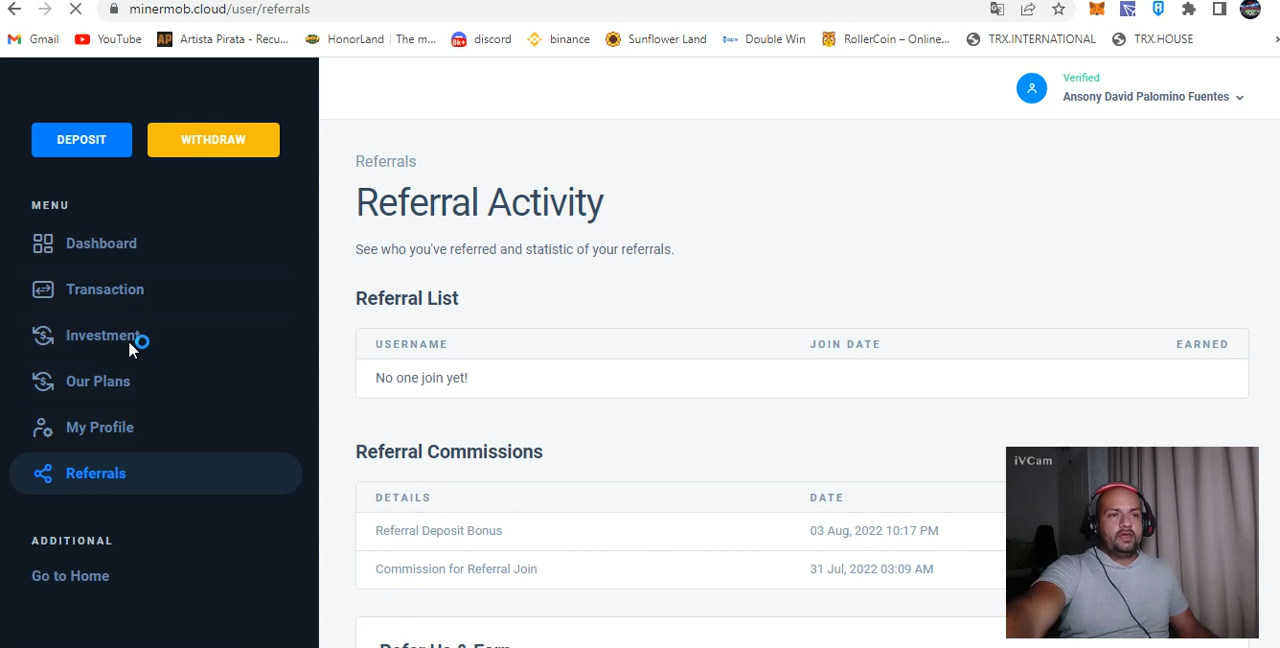 minermob.cloud/user/referrals
Gmail YouTube Artista Pirata - Recu... HonorLand | The m... discord binance Sunflower Land Double Win RollerCoin – Online... TRX.INTERNATIONAL TRX.HOUSE
Verified
Ansony David Palomino Fuentes
DEPOSIT WITHDRAW
MENU
Dashboard
Transaction
Investment
Our Plans
My Profile
Referrals
ADDITIONAL
Go to Home
Referrals
Referral Activity
See who you've referred and statistic of your referrals.
Referral List
USERNAME JOIN DATE EARNED
No one join yet!
Referral Commissions
DETAILS DATE
Referral Deposit Bonus 03 Aug, 2022 10:17 PM
Commission for Referral Join 31 Jul, 2022 03:09 AM
Refer Us & Earn
iVCam